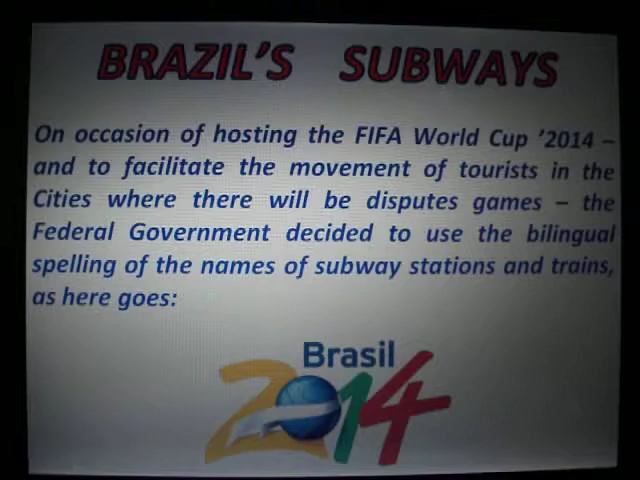 BRAZIL'S SUBWAYS
On occasion of hosting the FIFA World Cup '2014 –
and to facilitate the movement of tourists in the
Cities where there will be disputes games – the
Federal Government decided to use the bilingual
spelling of the names of subway stations and trains,
as here goes:
Brasil
2014